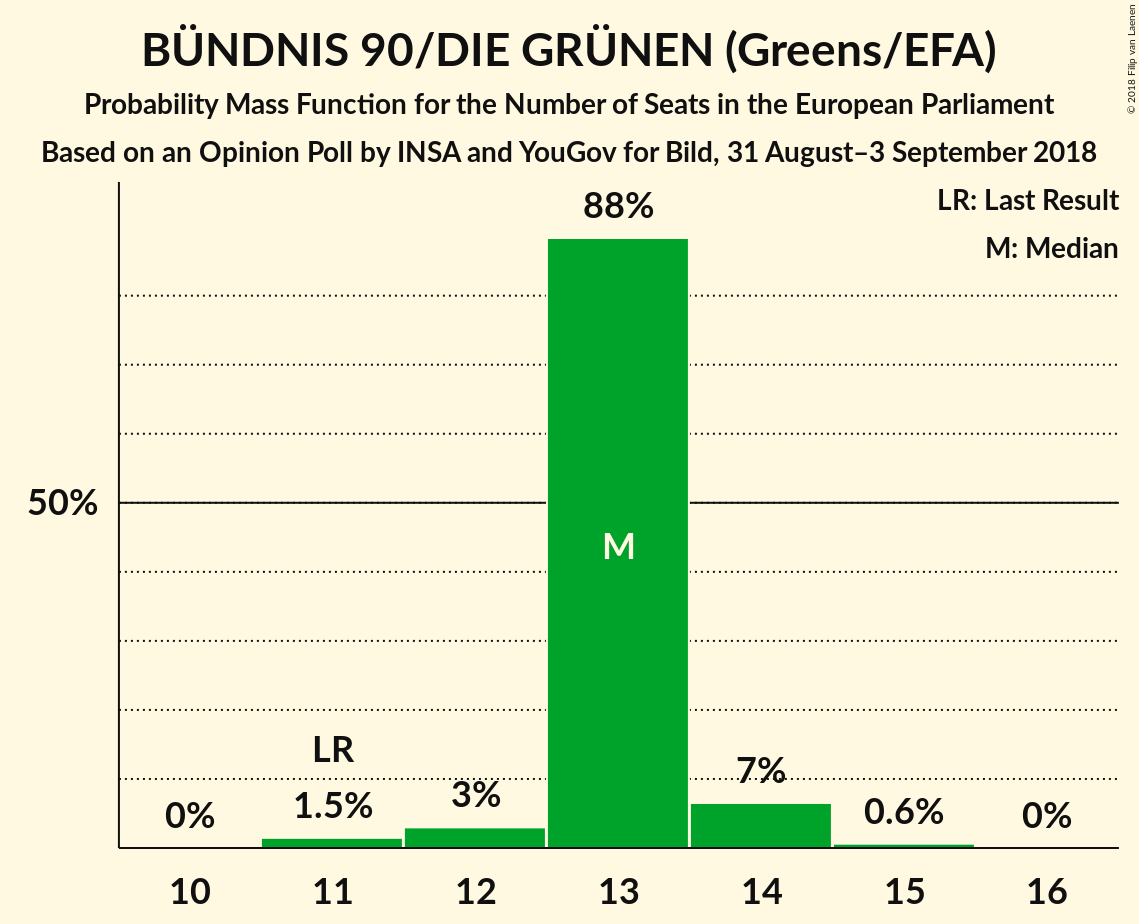 BÜNDNIS 90/DIE GRÜNEN (Greens/EFA)
Probability Mass Function for the Number of Seats in the European Parliament
Based on an Opinion Poll by INSA and YouGov for Bild, 31 August–3 September 2018
© 2018 Filip van Laenen
LR: Last Result
M: Median
88%
50%
M
LR
0%
1.5%
3%
7%
0.6%
0%
10 11 12 13 14 15 16